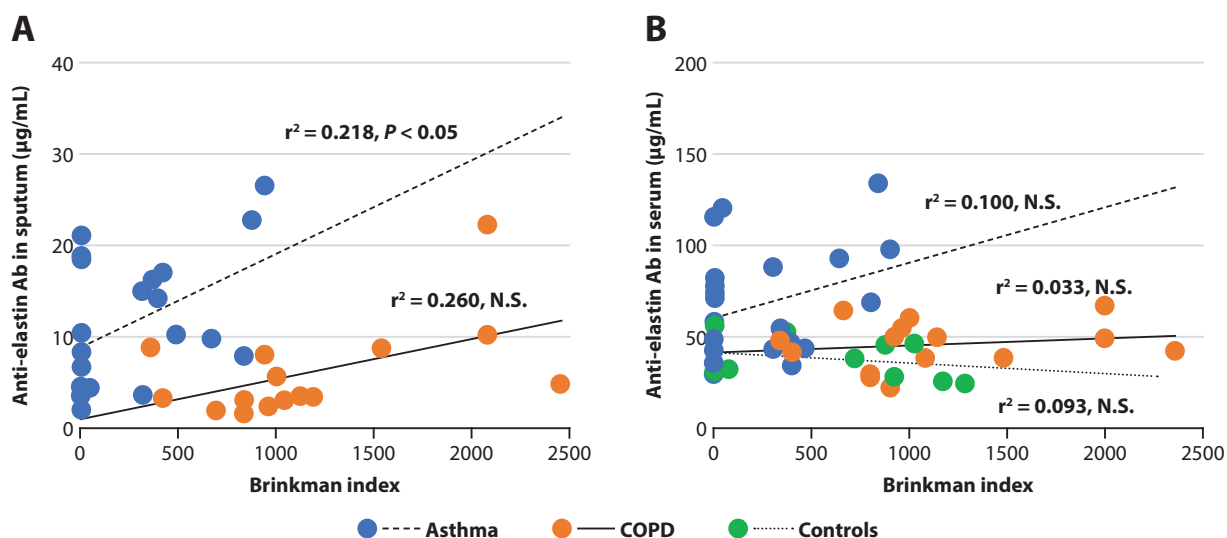 A
Anti-elastin Ab in sputum (µg/mL)
40
30
20
10
0
r² = 0.218, P < 0.05
r² = 0.260, N.S.
0 500 1000 1500 2000 2500
Brinkman index
B
Anti-elastin Ab in serum (µg/mL)
200
150
100
50
0
r² = 0.100, N.S.
r² = 0.033, N.S.
r² = 0.093, N.S.
0 500 1000 1500 2000 2500
Brinkman index
Asthma COPD Controls